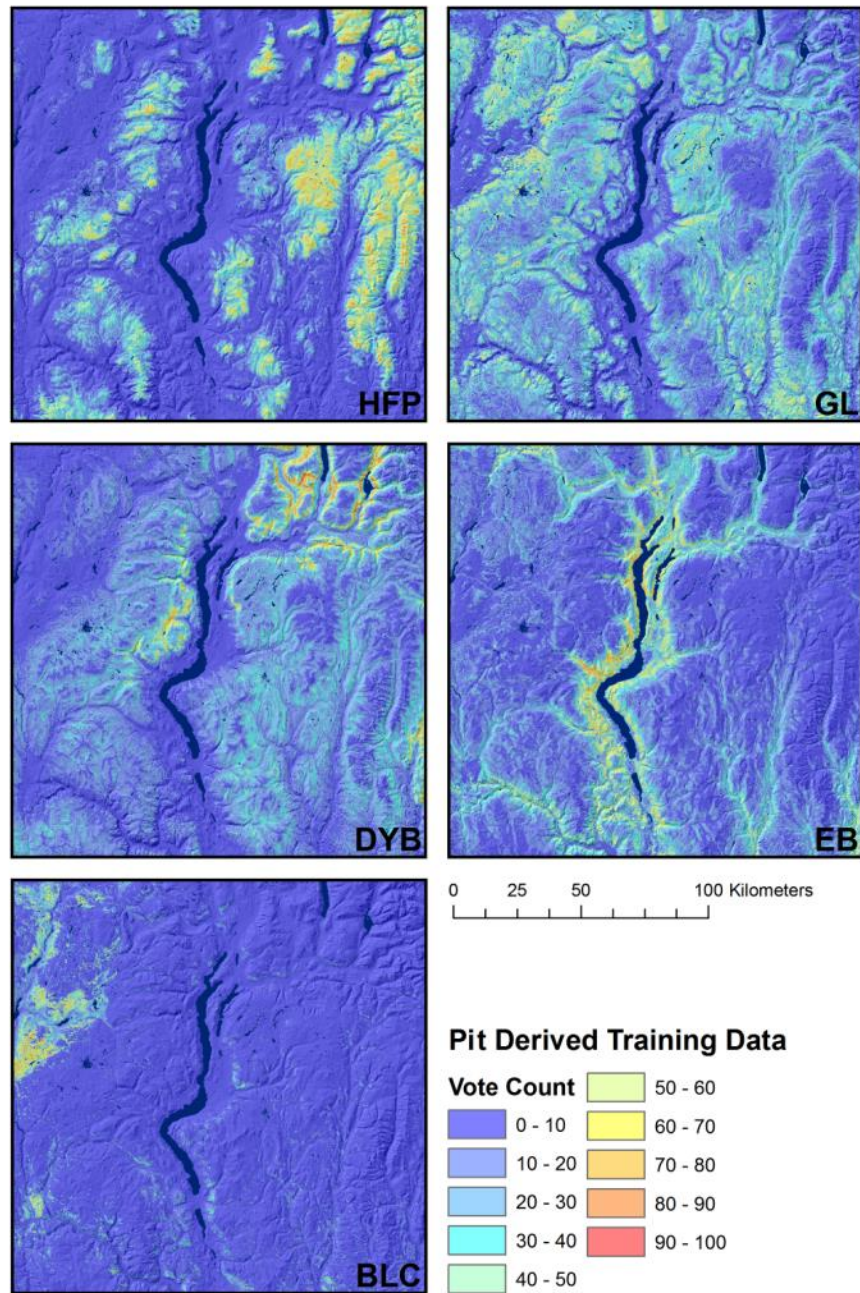 HFP
GL
DYB
EB
BLC
0 25 50 100 Kilometers
Pit Derived Training Data
Vote Count
0 - 10
10 - 20
20 - 30
30 - 40
40 - 50
50 - 60
60 - 70
70 - 80
80 - 90
90 - 100